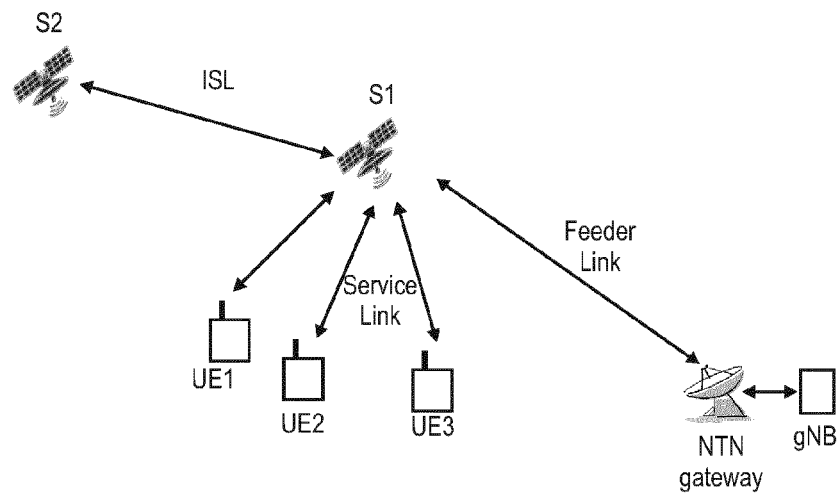 S2
ISL
S1
Feeder
Link
Service
Link
UE1
UE2
UE3
NTN
gateway
gNB